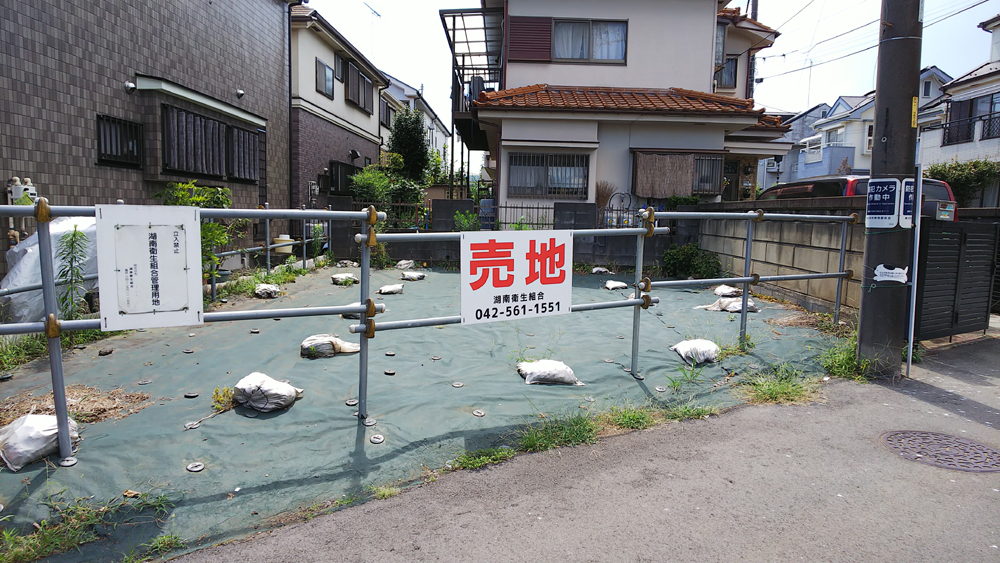 立入禁止
湖南衛生組合管理用地
売地
湖南衛生組合
042-561-1551
防犯カメラ
作動中